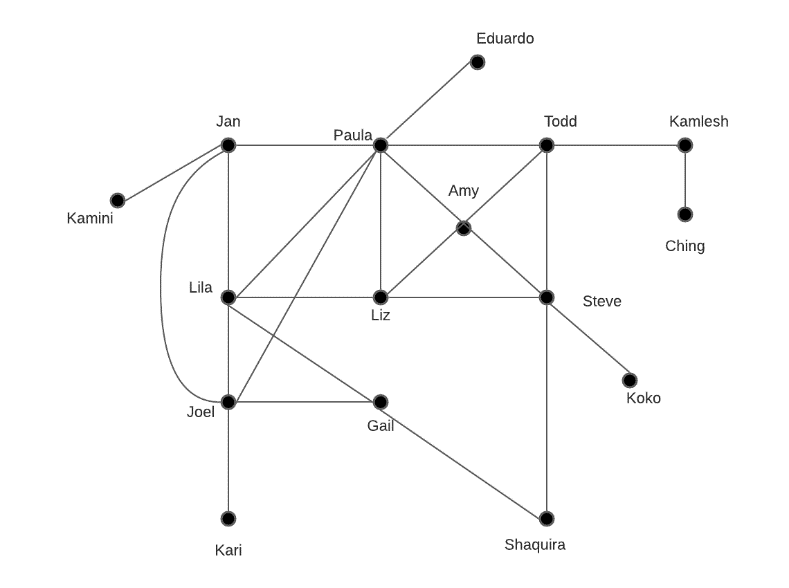 Eduardo
Jan
Paula
Todd
Kamlesh
Amy
Kamini
Ching
Lila
Liz
Steve
Koko
Joel
Gail
Kari
Shaquira